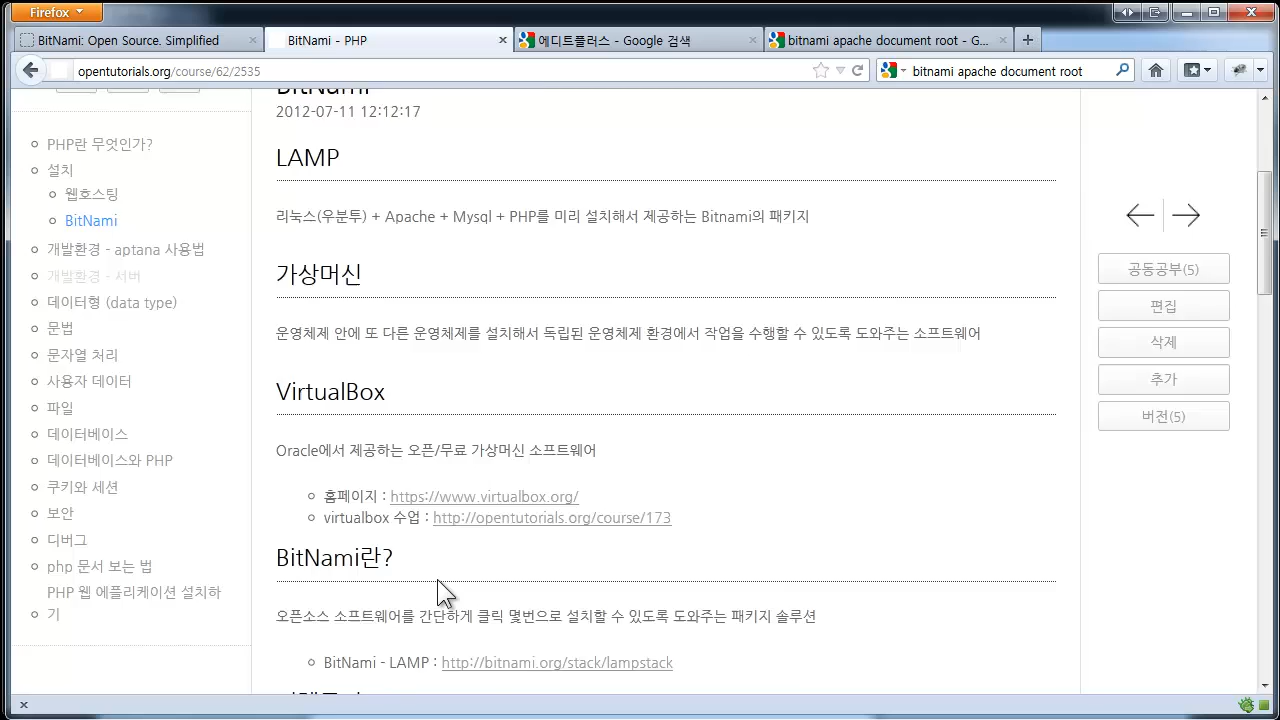 Firefox
BitNami: Open Source. Simplified
BitNami - PHP
에디트플러스 - Google 검색
bitnami apache document root - G...
opentutorials.org/course/62/2535
bitnami apache document root
PHP란 무엇인가?
설치
웹호스팅
BitNami
개발환경 - aptana 사용법
개발환경 - 서버
데이터형 (data type)
문법
문자열 처리
사용자 데이터
파일
데이터베이스
데이터베이스와 PHP
쿠키와 세션
보안
디버그
php 문서 보는 법
PHP 웹 에플리케이션 설치하
기
BitNami
2012-07-11 12:12:17
LAMP
리눅스(우분투) + Apache + Mysql + PHP를 미리 설치해서 제공하는 Bitnami의 패키지
가상머신
운영체제 안에 또 다른 운영체제를 설치해서 독립된 운영체제 환경에서 작업을 수행할 수 있도록 도와주는 소프트웨어
VirtualBox
Oracle에서 제공하는 오픈/무료 가상머신 소프트웨어
홈페이지 : https://www.virtualbox.org/
virtualbox 수업 : http://opentutorials.org/course/173
BitNami란?
오픈소스 소프트웨어를 간단하게 클릭 몇번으로 설치할 수 있도록 도와주는 패키지 솔루션
BitNami - LAMP : http://bitnami.org/stack/lampstack
공동공부(5)
편집
삭제
추가
버전(5)